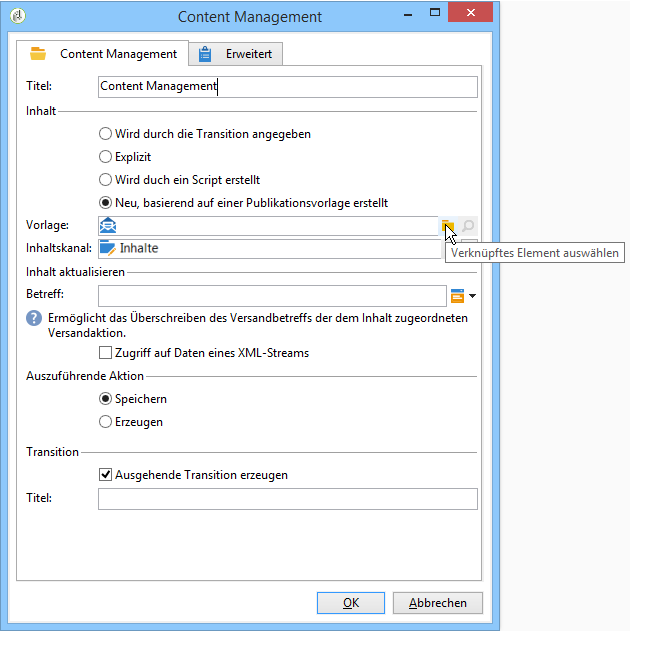 Content Management
Content Management
Erweitert
Titel: Content Management
Inhalt
Wird durch die Transition angegeben
Explizit
Wird duch ein Script erstellt
Neu, basierend auf einer Publikationsvorlage erstellt
Vorlage:
Inhaltskanal: Inhalte
Verknüpftes Element auswählen
Inhalt aktualisieren
Betreff:
Ermöglicht das Überschreiben des Versandbetreffs der dem Inhalt zugeordneten
Versandaktion.
Zugriff auf Daten eines XML-Streams
Auszuführende Aktion
Speichern
Erzeugen
Transition
Ausgehende Transition erzeugen
Titel:
OK
Abbrechen